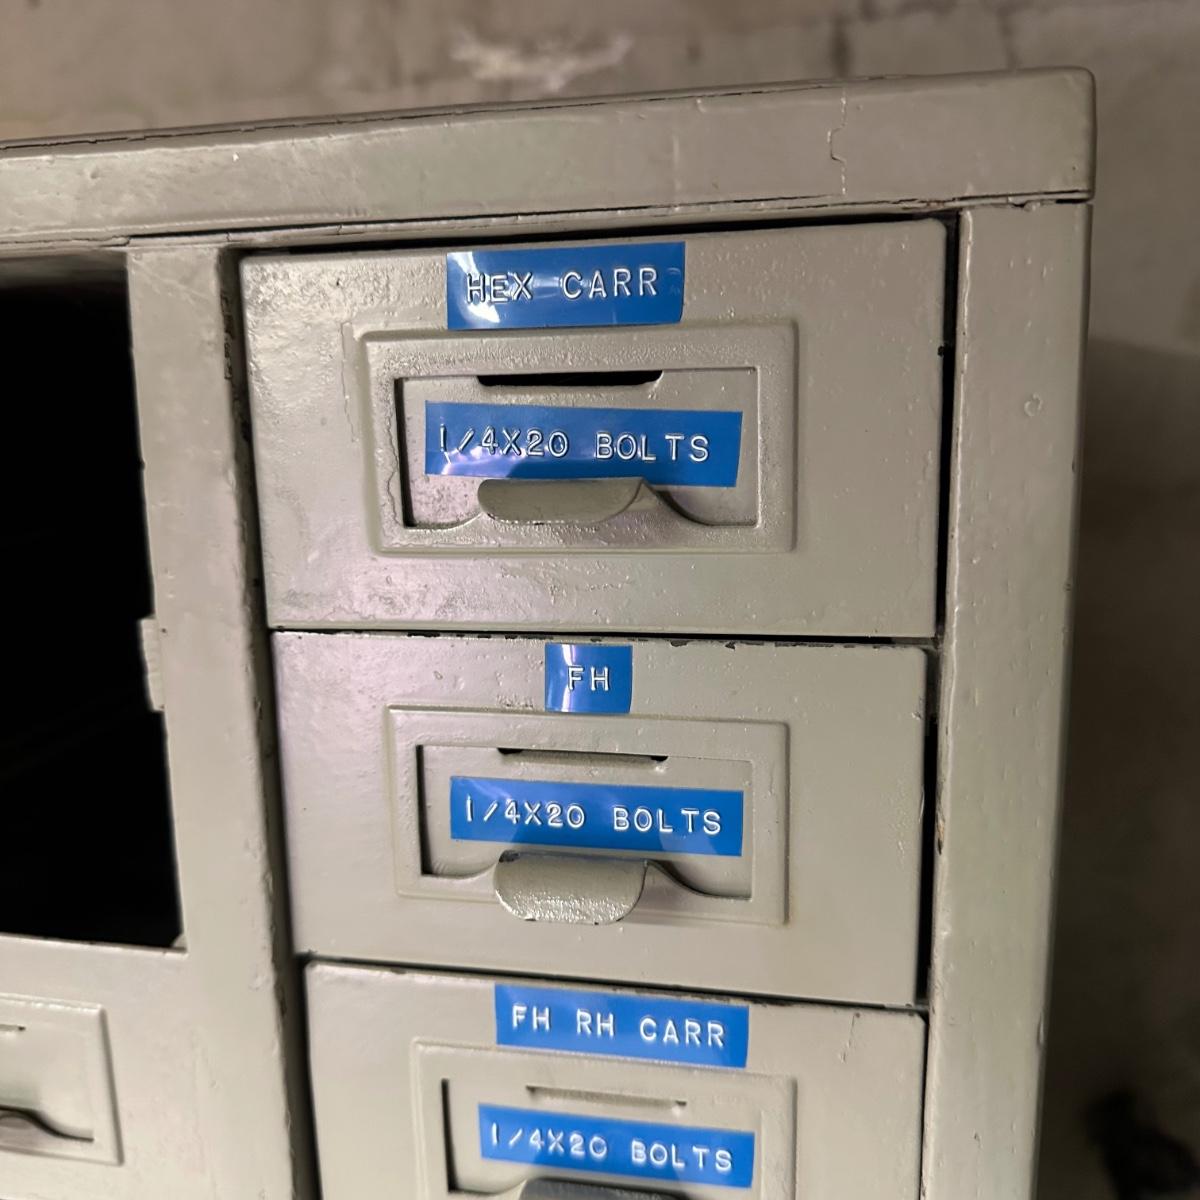 HEX CARR
1/4X20 BOLTS
FH
1/4X20 BOLTS
FH RH CARR
1/4X20 BOLTS